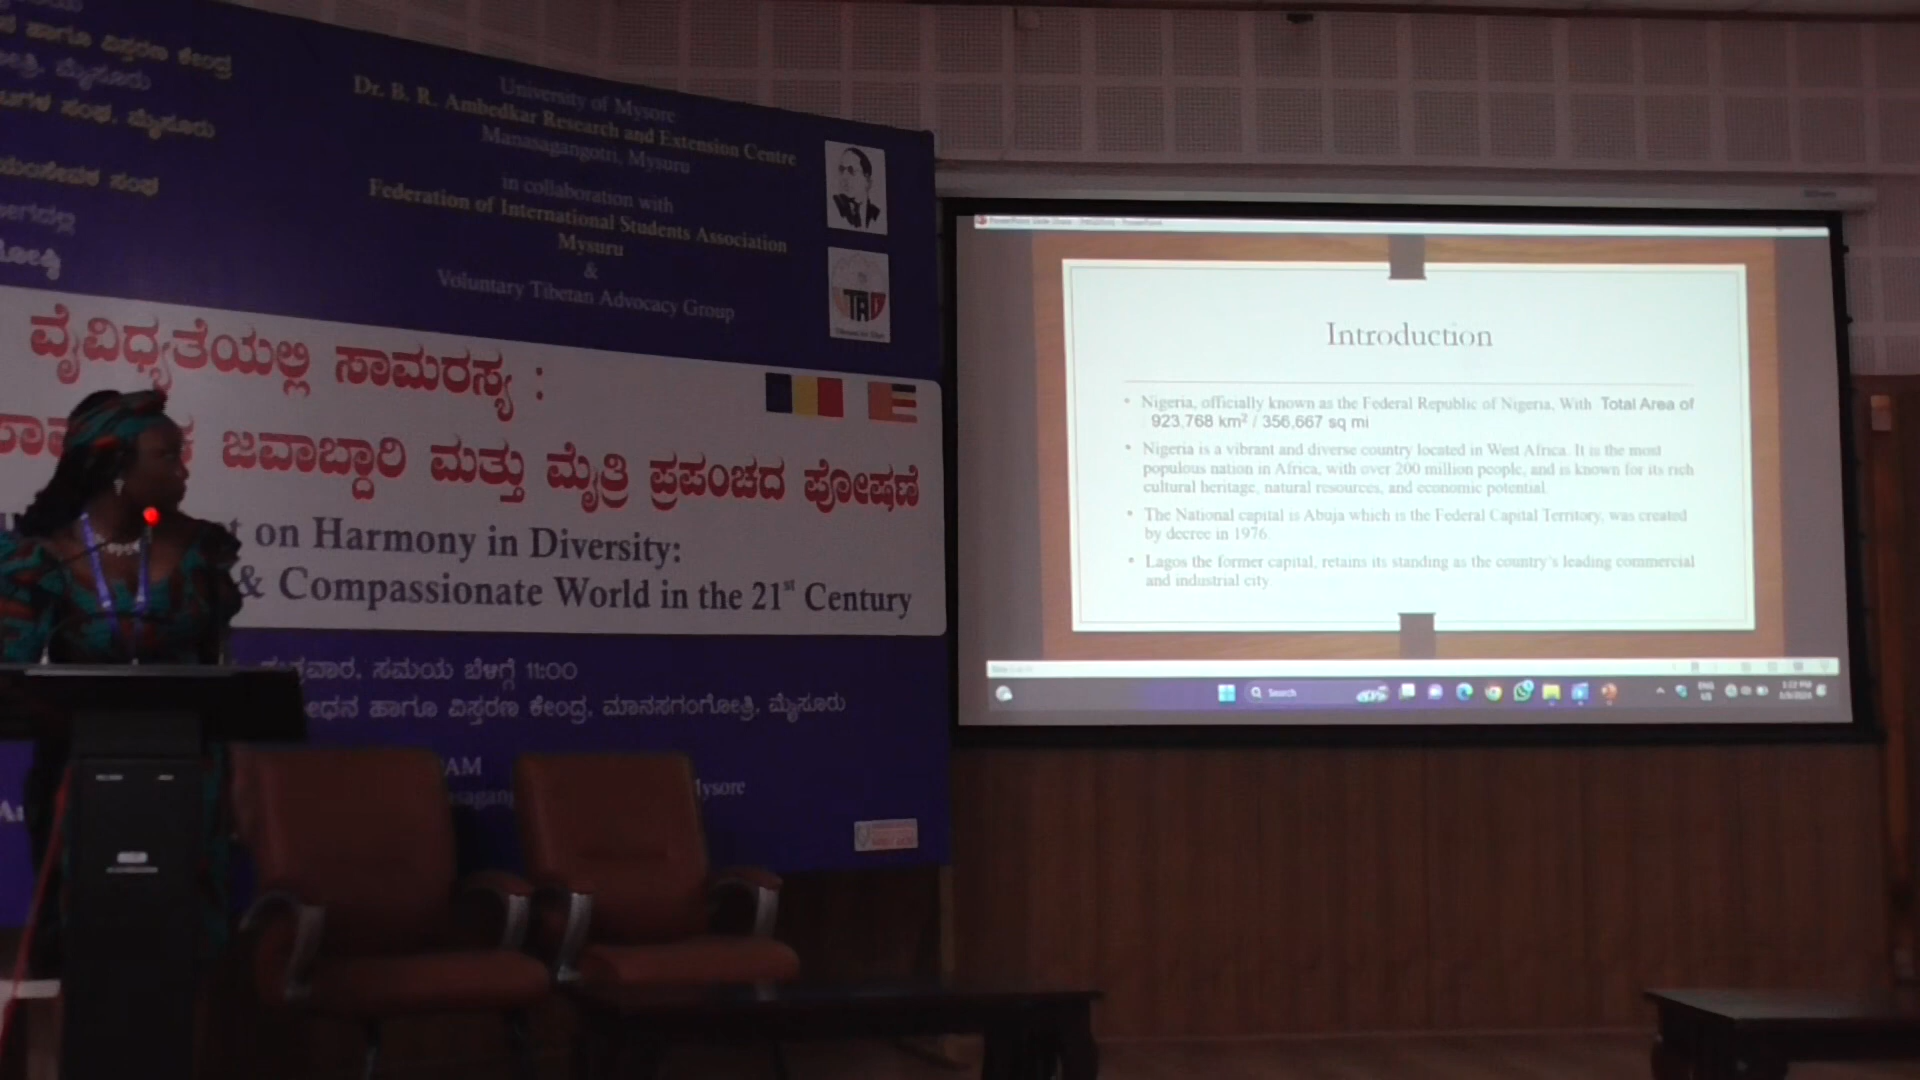 ವಿಸ್ತರಣ ಕೇಂದ್ರ
ಮೈಸೂರು
ಸಂಘ, ಮೈಸೂರು
ಸಂಘ
University of Mysore
Dr. B. R. Ambedkar Research and Extension Centre
Manasagangotri, Mysuru
in collaboration with
Federation of International Students Association
Mysuru
&
Voluntary Tibetan Advocacy Group
ವೈವಿಧ್ಯತೆಯಲ್ಲಿ ಸಾಮರಸ್ಯ :
ಜವಾಬ್ದಾರಿ ಮತ್ತು ಮೈತ್ರಿ ಪ್ರಪಂಚದ ಪೋಷಣೆ
on Harmony in Diversity:
& Compassionate World in the 21st Century
ಸಮಯ ಬೆಳಿಗ್ಗೆ 11:00
ಹಾಗೂ ವಿಸ್ತರಣ ಕೇಂದ್ರ, ಮಾನಸಗಂಗೋತ್ರಿ, ಮೈಸೂರು
AM
Introduction
• Nigeria, officially known as the Federal Republic of Nigeria, With Total Area of
923,768 km² / 356,667 sq mi
• Nigeria is a vibrant and diverse country located in West Africa. It is the most
populous nation in Africa, with over 200 million people, and is known for its rich
cultural heritage, natural resources, and economic potential.
• The National capital is Abuja which is the Federal Capital Territory, was created
by decree in 1976.
• Lagos the former capital, retains its standing as the country's leading commercial
and industrial city.
Search